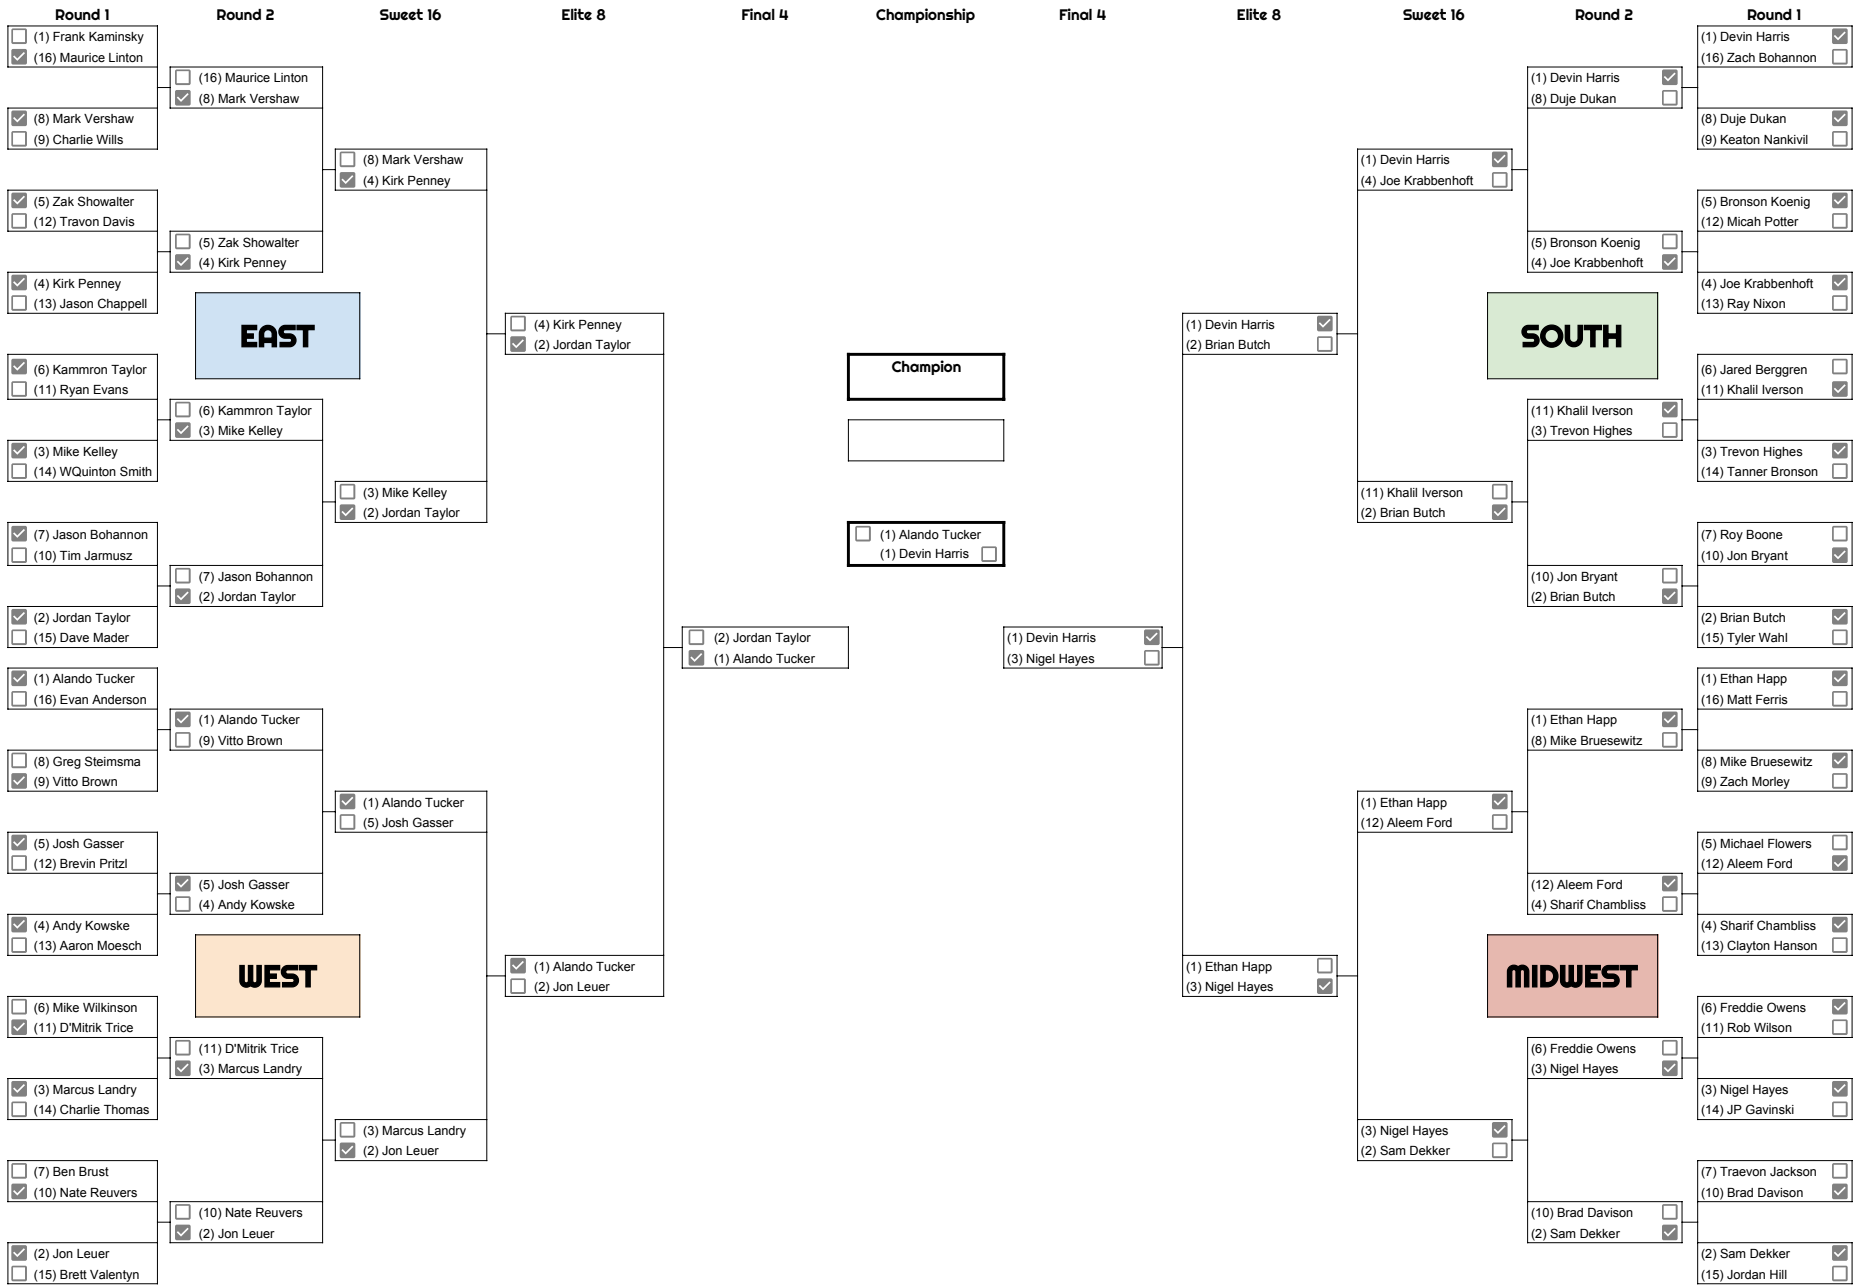 Round 1
Round 2
Sweet 16
Elite 8
Final 4
Championship
Final 4
Elite 8
Sweet 16
Round 2
Round 1
(1) Frank Kaminsky
(16) Maurice Linton
(8) Mark Vershaw
(9) Charlie Wills
(5) Zak Showalter
(12) Travon Davis
(4) Kirk Penney
(13) Jason Chappell
(6) Kammron Taylor
(11) Ryan Evans
(3) Mike Kelley
(14) WQuinton Smith
(7) Jason Bohannon
(10) Tim Jarmusz
(2) Jordan Taylor
(15) Dave Mader
(1) Alando Tucker
(16) Evan Anderson
(8) Greg Steimsma
(9) Vitto Brown
(5) Josh Gasser
(12) Brevin Pritzl
(4) Andy Kowske
(13) Aaron Moesch
(6) Mike Wilkinson
(11) D'Mitrik Trice
(3) Marcus Landry
(14) Charlie Thomas
(7) Ben Brust
(10) Nate Reuvers
(2) Jon Leuer
(15) Brett Valentyn
(16) Maurice Linton
(8) Mark Vershaw
(5) Zak Showalter
(4) Kirk Penney
EAST
(6) Kammron Taylor
(3) Mike Kelley
(7) Jason Bohannon
(2) Jordan Taylor
(1) Alando Tucker
(9) Vitto Brown
(5) Josh Gasser
(4) Andy Kowske
WEST
(11) D'Mitrik Trice
(3) Marcus Landry
(10) Nate Reuvers
(2) Jon Leuer
(8) Mark Vershaw
(4) Kirk Penney
(3) Mike Kelley
(2) Jordan Taylor
(1) Alando Tucker
(5) Josh Gasser
(3) Marcus Landry
(2) Jon Leuer
(4) Kirk Penney
(2) Jordan Taylor
(1) Alando Tucker
(2) Jon Leuer
(2) Jordan Taylor
(1) Alando Tucker
Champion
(1) Alando Tucker
(1) Devin Harris
(1) Devin Harris
(3) Nigel Hayes
(1) Devin Harris
(2) Brian Butch
(1) Ethan Happ
(3) Nigel Hayes
(1) Devin Harris
(4) Joe Krabbenhoft
(11) Khalil Iverson
(2) Brian Butch
(1) Ethan Happ
(12) Aleem Ford
(3) Nigel Hayes
(2) Sam Dekker
(1) Devin Harris
(8) Duje Dukan
(5) Bronson Koenig
(4) Joe Krabbenhoft
SOUTH
(11) Khalil Iverson
(3) Trevon Highes
(10) Jon Bryant
(2) Brian Butch
(1) Ethan Happ
(8) Mike Bruesewitz
(12) Aleem Ford
(4) Sharif Chambliss
MIDWEST
(6) Freddie Owens
(3) Nigel Hayes
(10) Brad Davison
(2) Sam Dekker
(1) Devin Harris
(16) Zach Bohannon
(8) Duje Dukan
(9) Keaton Nankivil
(5) Bronson Koenig
(12) Micah Potter
(4) Joe Krabbenhoft
(13) Ray Nixon
(6) Jared Berggren
(11) Khalil Iverson
(3) Trevon Highes
(14) Tanner Bronson
(7) Roy Boone
(10) Jon Bryant
(2) Brian Butch
(15) Tyler Wahl
(1) Ethan Happ
(16) Matt Ferris
(8) Mike Bruesewitz
(9) Zach Morley
(5) Michael Flowers
(12) Aleem Ford
(4) Sharif Chambliss
(13) Clayton Hanson
(6) Freddie Owens
(11) Rob Wilson
(3) Nigel Hayes
(14) JP Gavinski
(7) Traevon Jackson
(10) Brad Davison
(2) Sam Dekker
(15) Jordan Hill